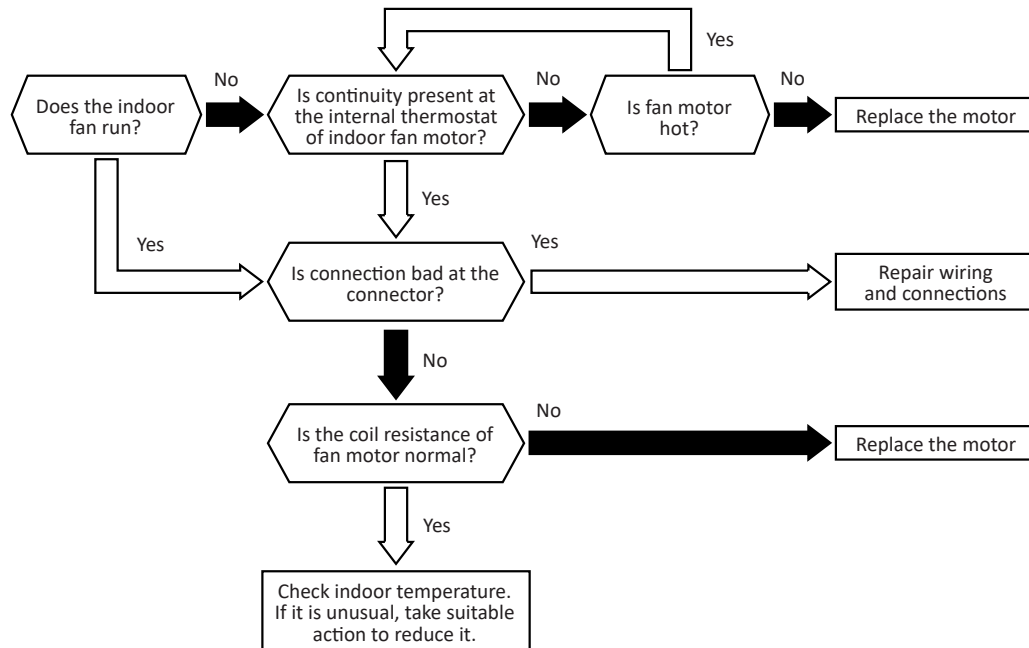 Yes
No
No
No
Does the indoor
fan run?
Is continuity present at
the internal thermostat
of indoor fan motor?
Is fan motor
hot?
Replace the motor
Yes
Yes
Yes
Is connection bad at the
connector?
Repair wiring
and connections
No
No
Is the coil resistance of
fan motor normal?
Replace the motor
Yes
Check indoor temperature.
If it is unusual, take suitable
action to reduce it.